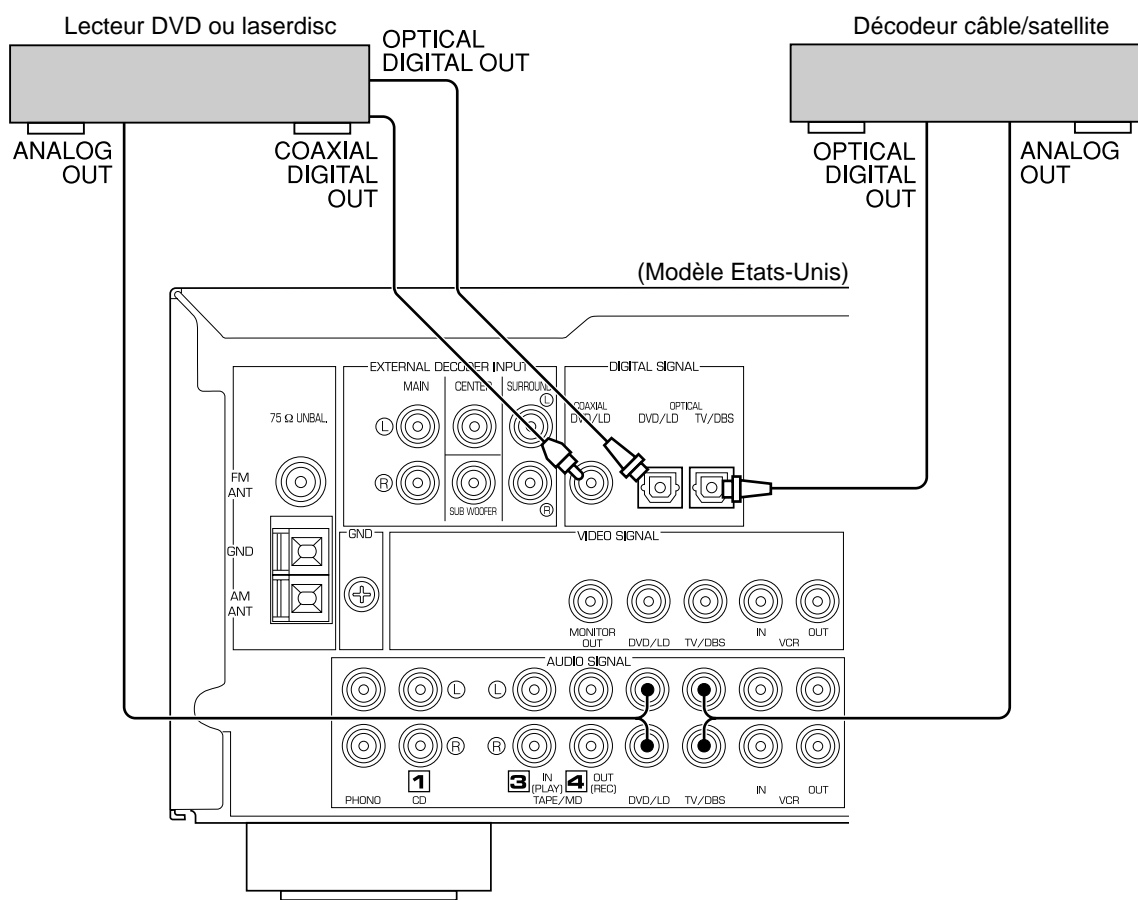 Lecteur DVD ou laserdisc
Décodeur câble/satellite
OPTICAL
DIGITAL OUT
ANALOG
OUT
COAXIAL
DIGITAL
OUT
OPTICAL
DIGITAL
OUT
ANALOG
OUT
(Modèle Etats-Unis)
EXTERNAL DECODER INPUT
DIGITAL SIGNAL
MAIN
CENTER
SURROUND
L
COAXIAL
DVD/LD
OPTICAL
DVD/LD
TV/DBS
75 Ω UNBAL.
L
FM
ANT
R
SUB WOOFER
R
GND
GND
VIDEO SIGNAL
AM
ANT
MONITOR
OUT
DVD/LD
TV/DBS
IN
OUT
VCR
AUDIO SIGNAL
L
L
R
R
1
3
IN
(PLAY)
4
OUT
(REC)
PHONO
CD
TAPE/MD
DVD/LD
TV/DBS
IN
OUT
VCR